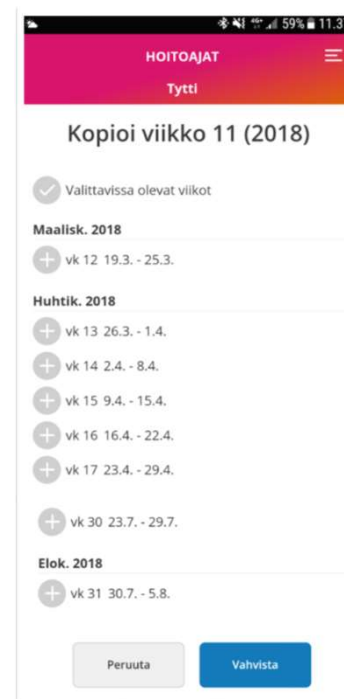 59% 11.3
HOITOAJAT
Tytti
Kopioi viikko 11 (2018)
Valittavissa olevat viikot
Maalisk. 2018
vk 12 19.3. - 25.3.
Huhtik. 2018
vk 13 26.3. - 1.4.
vk 14 2.4. - 8.4.
vk 15 9.4. - 15.4.
vk 16 16.4. - 22.4.
vk 17 23.4. - 29.4.
vk 30 23.7. - 29.7.
Elok. 2018
vk 31 30.7. - 5.8.
Peruuta Vahvista